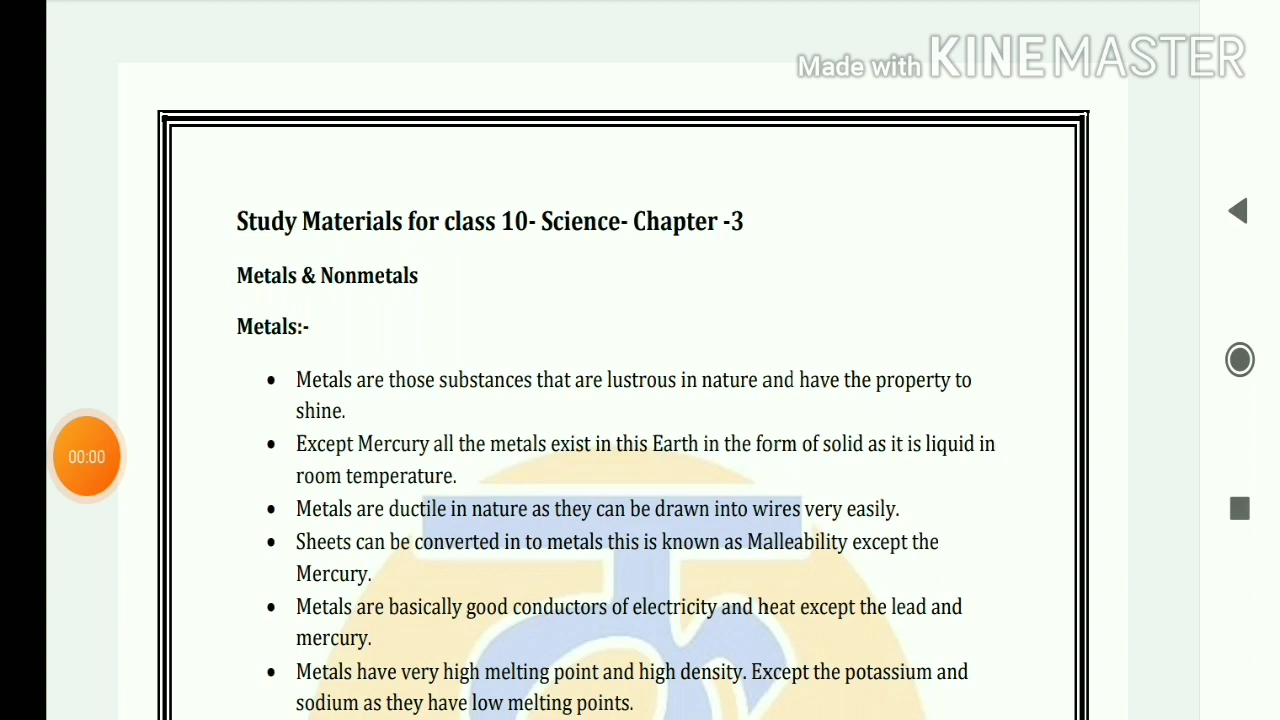 Made with KINEMASTER
Study Materials for class 10- Science- Chapter -3
Metals & Nonmetals
Metals:-
• Metals are those substances that are lustrous in nature and have the property to
shine.
• Except Mercury all the metals exist in this Earth in the form of solid as it is liquid in
room temperature.
• Metals are ductile in nature as they can be drawn into wires very easily.
• Sheets can be converted in to metals this is known as Malleability except the
Mercury.
• Metals are basically good conductors of electricity and heat except the lead and
mercury.
• Metals have very high melting point and high density. Except the potassium and
sodium as they have low melting points.
00:00